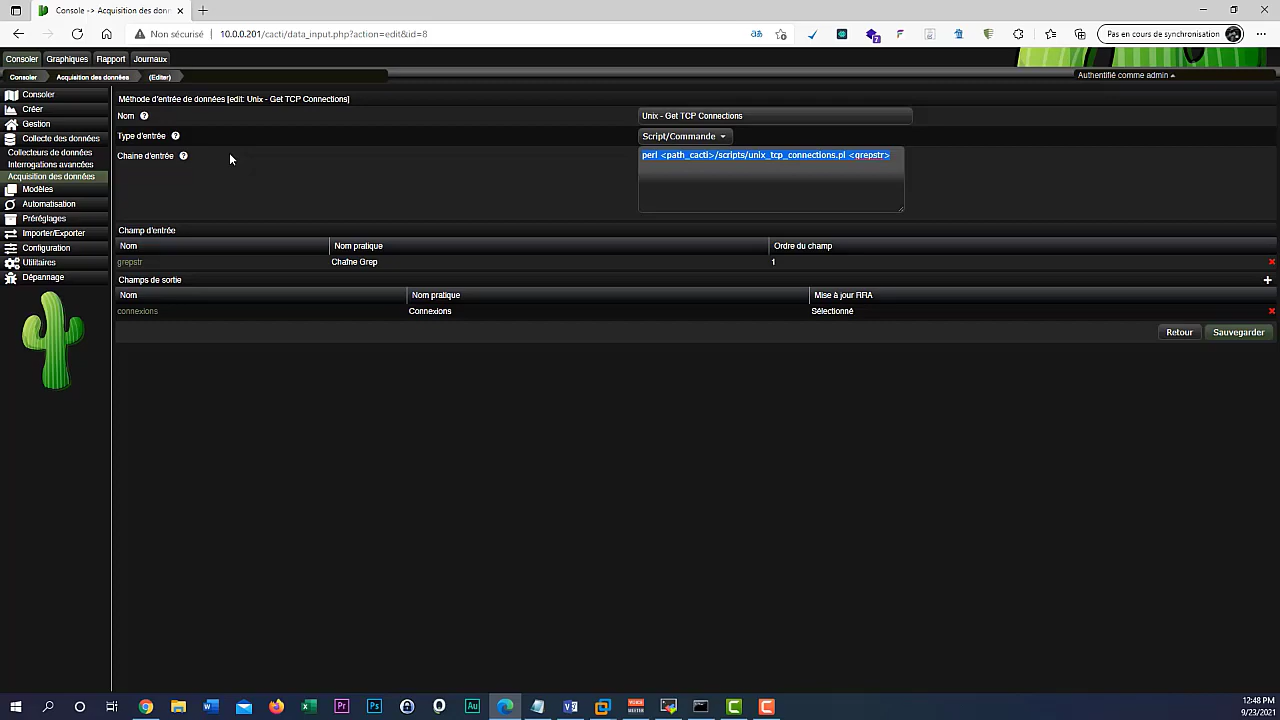 Console -> Acquisition des donn
Non sécurisé
10.0.0.201/cacti/data_input.php?action=edit&id=8
Pas en cours de synchronisation
Consoler
Graphiques
Rapport
Journaux
Consoler
Acquisition des données
(Editer)
Authentifié comme admin
Consoler
Créer
Gestion
Collecte des données
Collecteurs de données
Interrogations avancées
Acquisition des données
Modèles
Automatisation
Préréglages
Importer/Exporter
Configuration
Utilitaires
Dépannage
Méthode d'entrée de données [edit: Unix - Get TCP Connections]
Nom
Unix - Get TCP Connections
Type d'entrée
Script/Commande
Chaine d'entrée
perl <path_cacti>/scripts/unix_tcp_connections.pl <grepstr>
Champ d'entrée
Nom
Nom pratique
Ordre du champ
grepstr
Chaîne Grep
1
Champs de sortie
Nom
Nom pratique
Mise à jour RRA
connexions
Connexions
Sélectionné
Retour
Sauvegarder
12:48 PM
9/23/2021